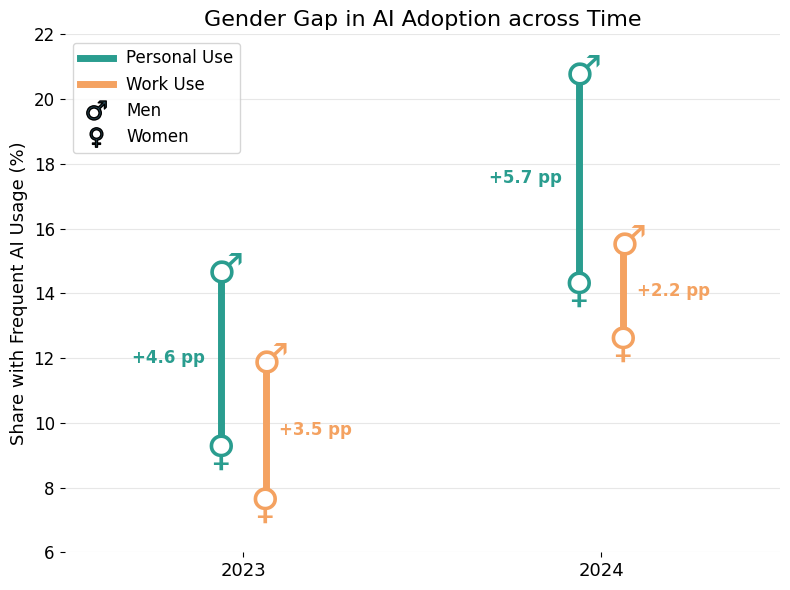 Gender Gap in AI Adoption across Time
Share with Frequent AI Usage (%)
22
20
18
16
14
12
10
8
6
Personal Use
Work Use
Men
Women
+4.6 pp
+3.5 pp
+5.7 pp
+2.2 pp
2023
2024